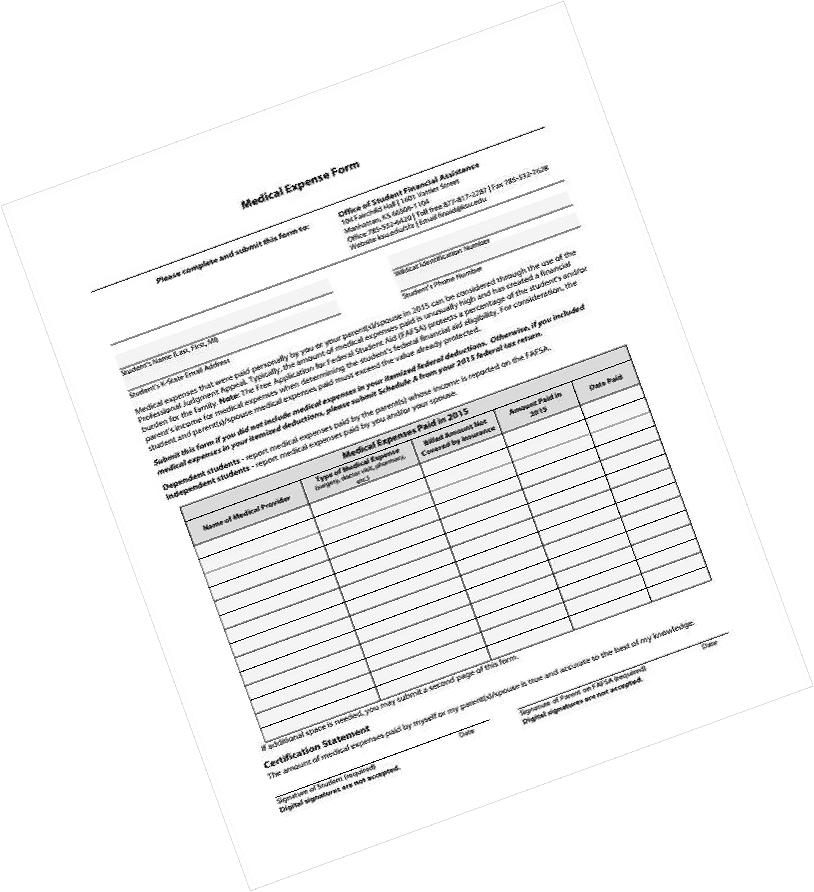 Medical Expense Form
Please complete and submit this form to:
Office of Student Financial Assistance
104 Fairchild Hall | 1601 Vattier Street
Manhattan, KS 66506-1104
Office 785-532-6420 | Toll free 877-817-2287 | Fax 785-532-7628
Website ksu.edu/sfa | Email finaid@ksu.edu
Student's Name (Last, First, MI)
Wildcat Identification Number
Student's K-State Email Address
Student's Phone Number
Medical expenses that were paid personally by you or your parent(s)/spouse in 2015 can be considered through the use of the
Professional Judgment Appeal. Typically, the amount of medical expenses paid is unusually high and has created a financial
burden for the family. Note: The Free Application for Federal Student Aid (FAFSA) protects a percentage of the student's and/or
parent's income for medical expenses when determining the student's federal financial aid eligibility. For consideration, the
student and parent(s)/spouse medical expenses paid must exceed the value already protected.
Submit this form if you did not include medical expenses in your itemized federal deductions. Otherwise, if you included
medical expenses in your itemized deductions, please submit Schedule A from your 2015 federal tax return.
Dependent students - report medical expenses paid by the parent(s) whose income is reported on the FAFSA.
Independent students - report medical expenses paid by you and/or your spouse.
Medical Expenses Paid in 2015
Name of Medical Provider
Type of Medical Expense
(surgery, doctor visit, pharmacy,
etc.)
Billed Amount Not
Covered by Insurance
Amount Paid in
2015
Date Paid
If additional space is needed, you may submit a second page of this form.
Certification Statement
The amount of medical expenses paid by myself or my parent(s)/spouse is true and accurate to the best of my knowledge.
Signature of Student (required)
Date
Digital signatures are not accepted.
Signature of Parent on FAFSA (required)
Date
Digital signatures are not accepted.